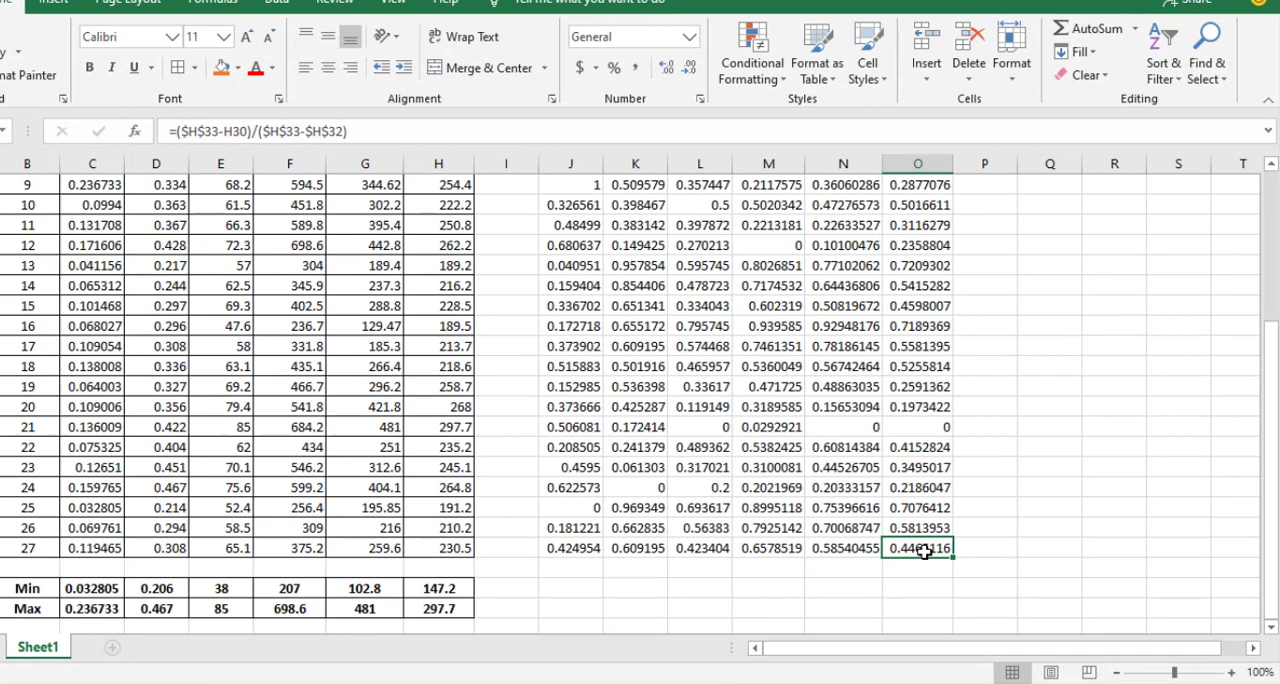 Insert Page Layout Formulas Data Review View Help Tell me what you want to do Share
Calibri 11 A A Wrap Text General AutoSum
Conditional Format as Cell Insert Delete Format Fill Sort & Find &
mat Painter B I U A Merge & Center $ % , Formatting Table Styles Clear Filter Select
Font Alignment Number Styles Cells Editing
fx =($H$33-H30)/($H$33-$H$32)
B C D E F G H I J K L M N O P Q R S T
9 0.236733 0.334 68.2 594.5 344.62 254.4 1 0.509579 0.357447 0.2117575 0.36060286 0.2877076
10 0.0994 0.363 61.5 451.8 302.2 222.2 0.326561 0.398467 0.5 0.5020342 0.47276573 0.5016611
11 0.131708 0.367 66.3 589.8 395.4 250.8 0.48499 0.383142 0.397872 0.2213181 0.22633527 0.3116279
12 0.171606 0.428 72.3 698.6 442.8 262.2 0.680637 0.149425 0.270213 0 0.10100476 0.2358804
13 0.041156 0.217 57 304 189.4 189.2 0.040951 0.957854 0.595745 0.8026851 0.77102062 0.7209302
14 0.065312 0.244 62.5 345.9 237.3 216.2 0.159404 0.854406 0.478723 0.7174532 0.64436806 0.5415282
15 0.101468 0.297 69.3 402.5 288.8 228.5 0.336702 0.651341 0.334043 0.602319 0.50819672 0.4598007
16 0.068027 0.296 47.6 236.7 129.47 189.5 0.172718 0.655172 0.795745 0.939585 0.92948176 0.7189369
17 0.109054 0.308 58 331.8 185.3 213.7 0.373902 0.609195 0.574468 0.7461351 0.78186145 0.5581395
18 0.138008 0.336 63.1 435.1 266.4 218.6 0.515883 0.501916 0.465957 0.5360049 0.56742464 0.5255814
19 0.064003 0.327 69.2 466.7 296.2 258.7 0.152985 0.536398 0.33617 0.471725 0.48863035 0.2591362
20 0.109006 0.356 79.4 541.8 421.8 268 0.373666 0.425287 0.119149 0.3189585 0.15653094 0.1973422
21 0.136009 0.422 85 684.2 481 297.7 0.506081 0.172414 0 0.0292921 0 0
22 0.075325 0.404 62 434 251 235.2 0.208505 0.241379 0.489362 0.5382425 0.60814384 0.4152824
23 0.12651 0.451 70.1 546.2 312.6 245.1 0.4595 0.061303 0.317021 0.3100081 0.44526705 0.3495017
24 0.159765 0.467 75.6 599.2 404.1 264.8 0.622573 0 0.2 0.2021969 0.20333157 0.2186047
25 0.032805 0.214 52.4 256.4 195.85 191.2 0 0.969349 0.693617 0.8995118 0.75396616 0.7076412
26 0.069761 0.294 58.5 309 216 210.2 0.181221 0.662835 0.56383 0.7925142 0.70068747 0.5813953
27 0.119465 0.308 65.1 375.2 259.6 230.5 0.424954 0.609195 0.423404 0.6578519 0.58540455
Min 0.032805 0.206 38 207 102.8 147.2
Max 0.236733 0.467 85 698.6 481 297.7
Sheet1
100%